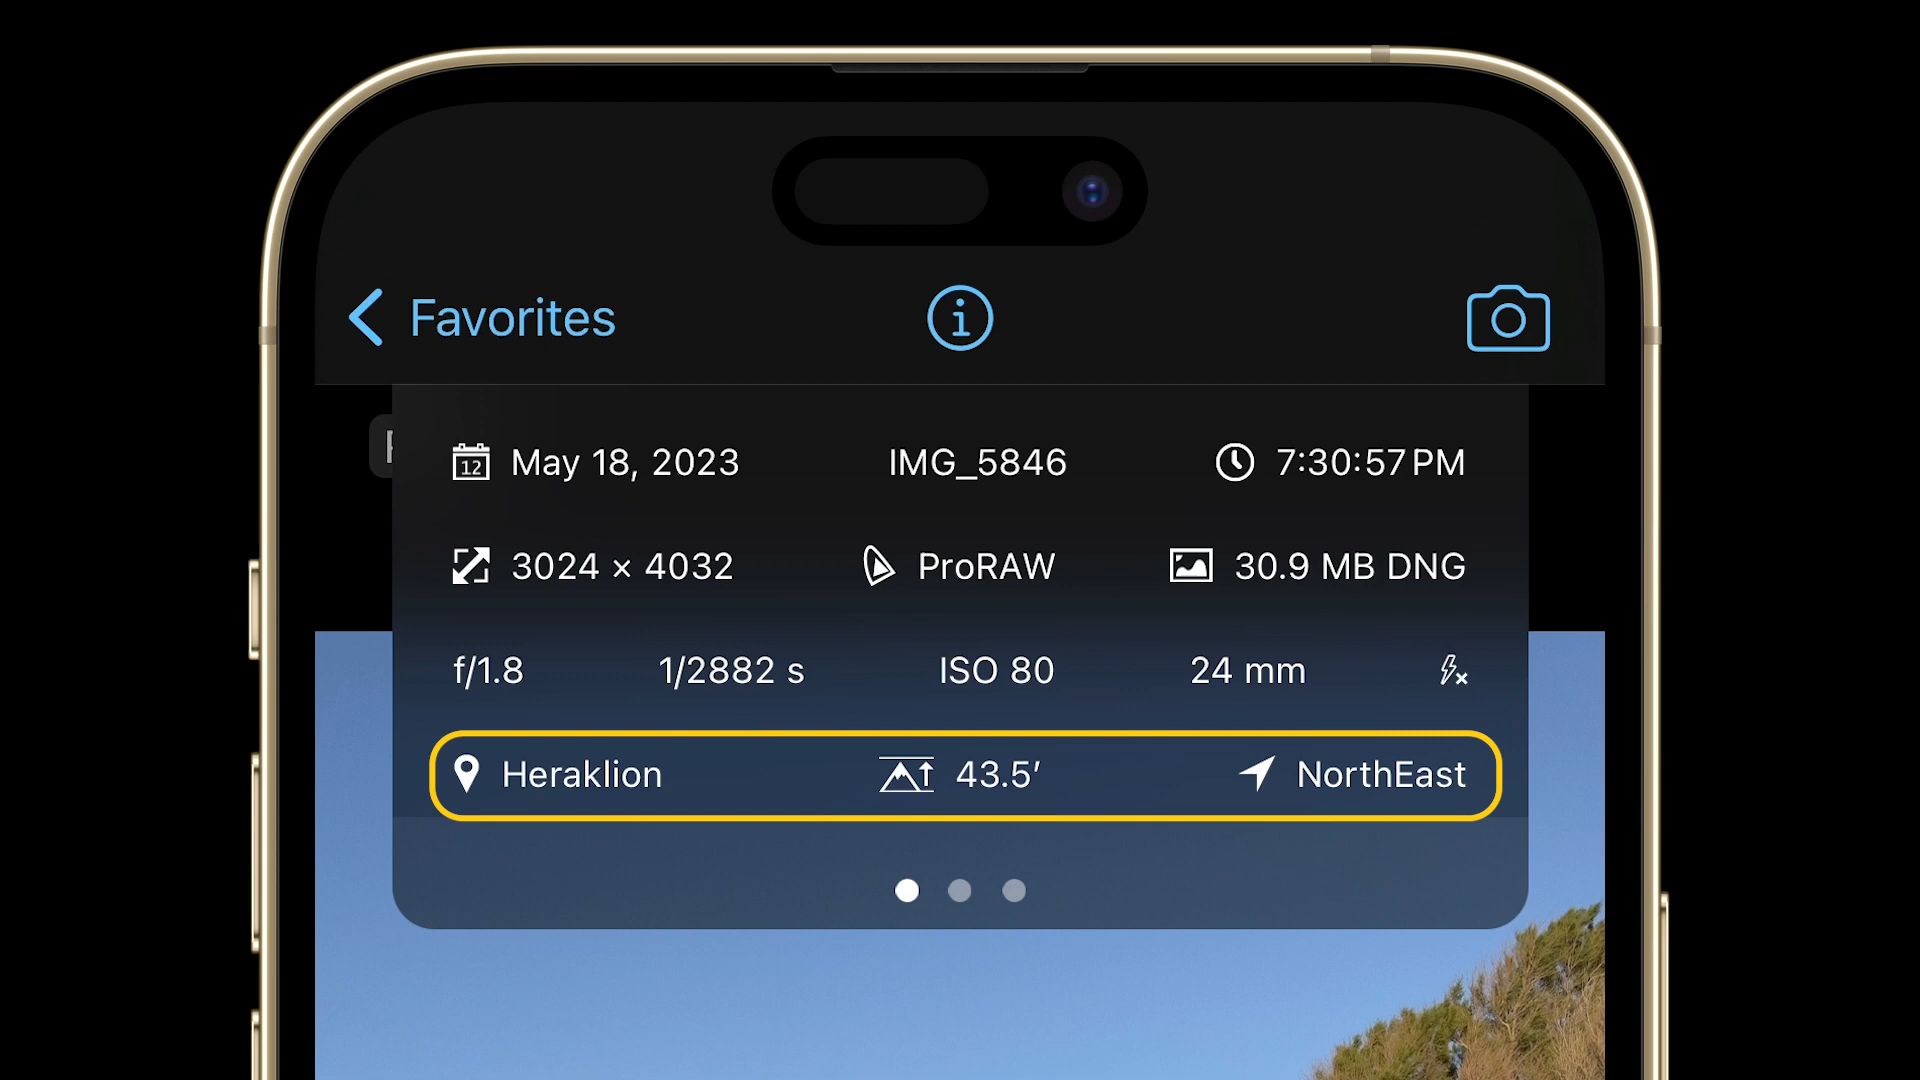 Favorites
12 May 18, 2023 IMG_5846 7:30:57 PM
3024 × 4032 ProRAW 30.9 MB DNG
f/1.8 1/2882 s ISO 80 24 mm
Heraklion 43.5′ NorthEast